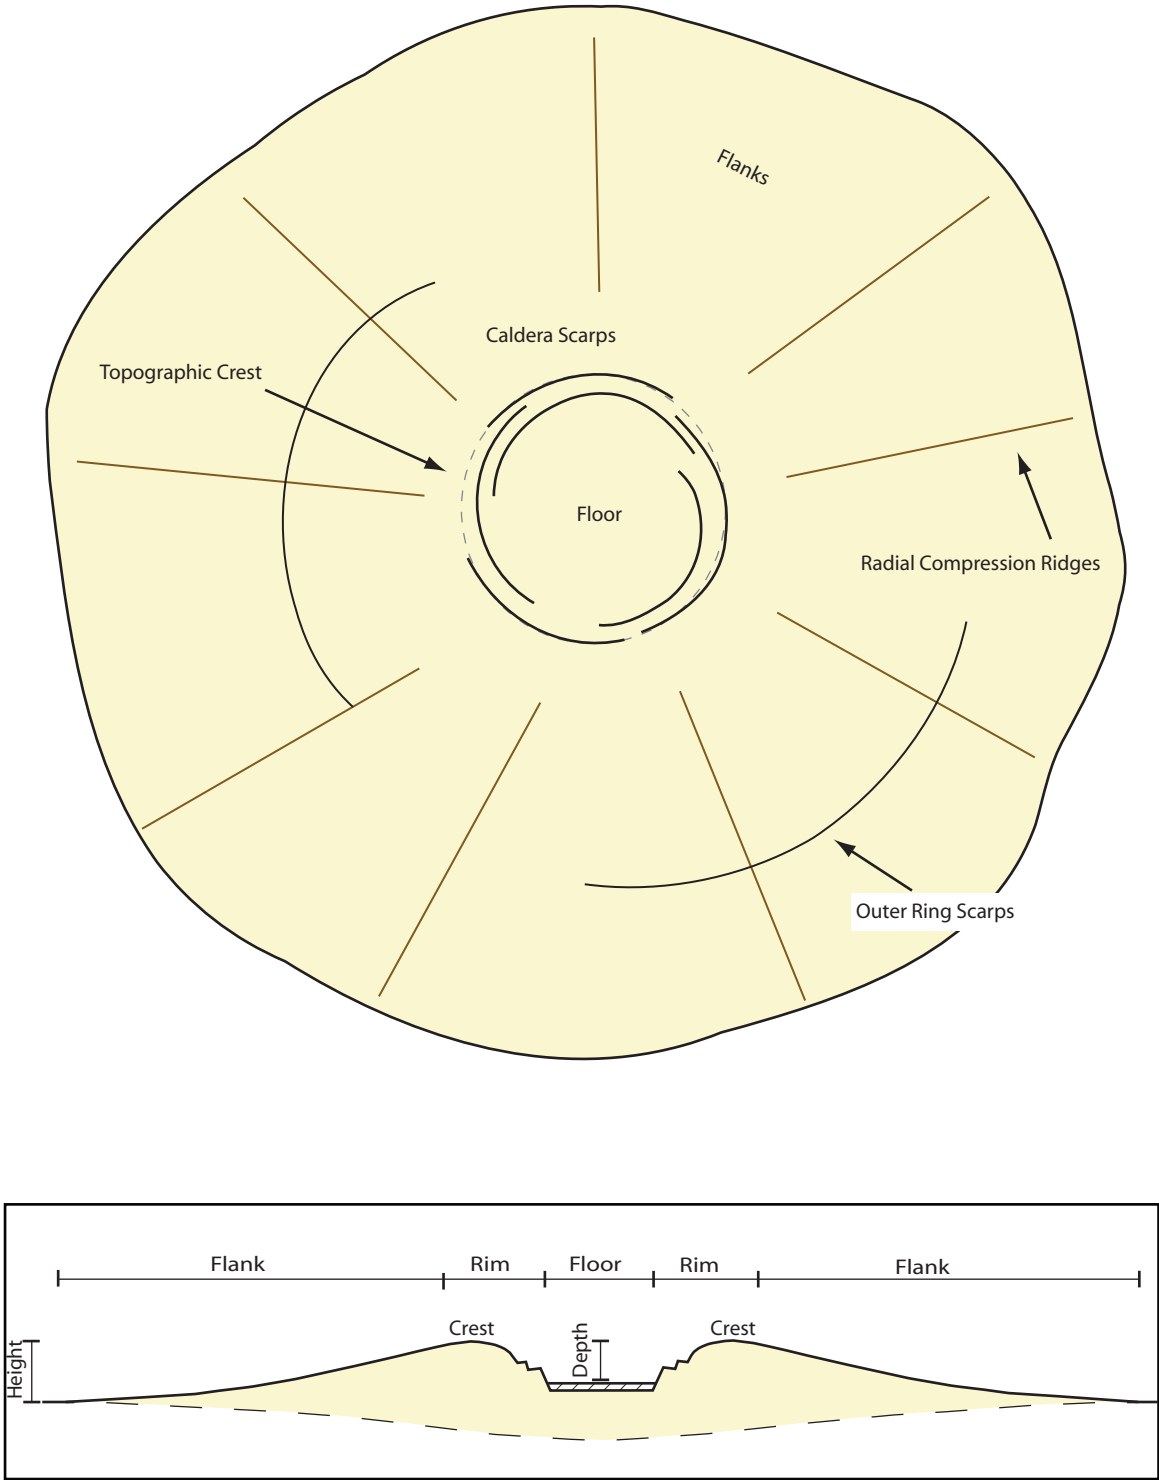 Flanks
Caldera Scarps
Topographic Crest
Floor
Radial Compression Ridges
Outer Ring Scarps
Flank
Rim
Floor
Rim
Flank
Crest
Depth
Crest
Height